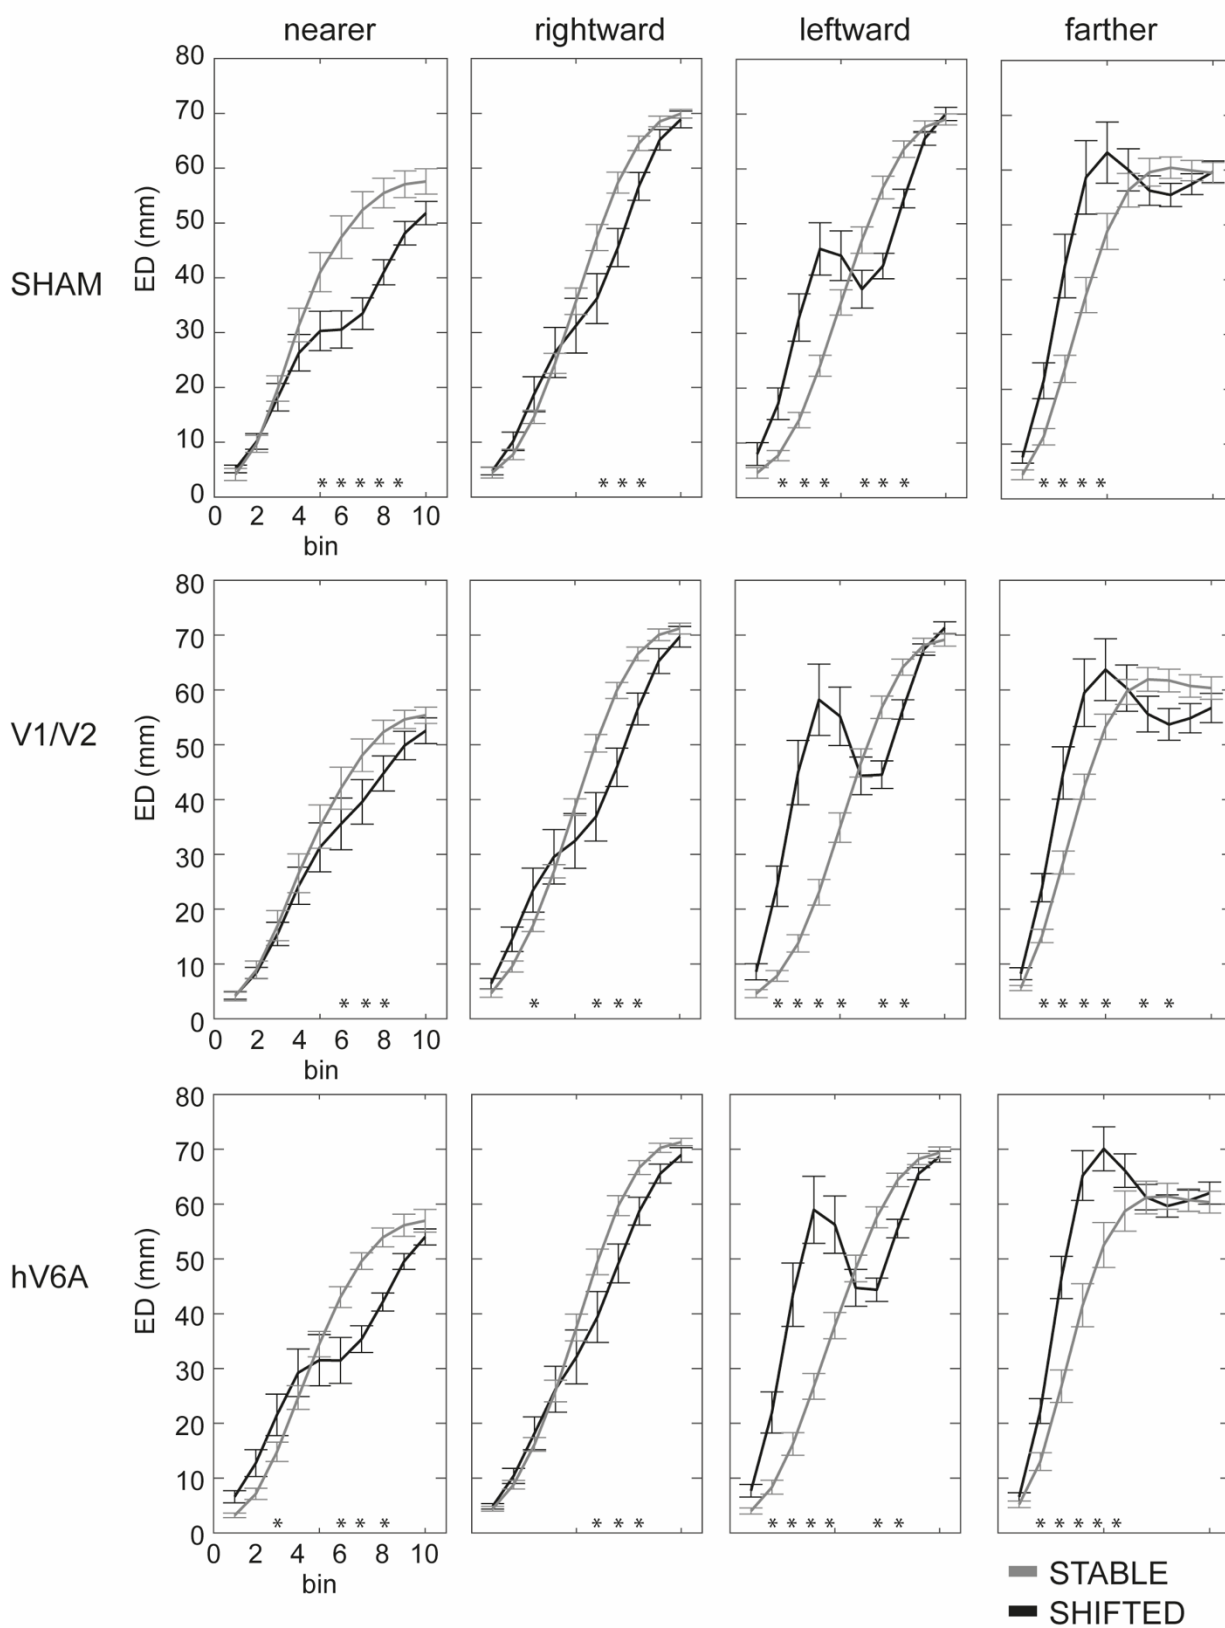 nearer rightward leftward farther
SHAM
ED (mm)
80
70
60
50
40
30
20
10
0
* * * * *
* * *
* * * * * *
* * * *
0 2 4 6 8 10
bin
V1/V2
ED (mm)
80
70
60
50
40
30
20
10
0
* * *
* * * *
* * * * * *
* * * * * *
0 2 4 6 8 10
bin
hV6A
ED (mm)
80
70
60
50
40
30
20
10
0
* * * *
* * *
* * * * * *
* * * * *
0 2 4 6 8 10
bin
STABLE
SHIFTED